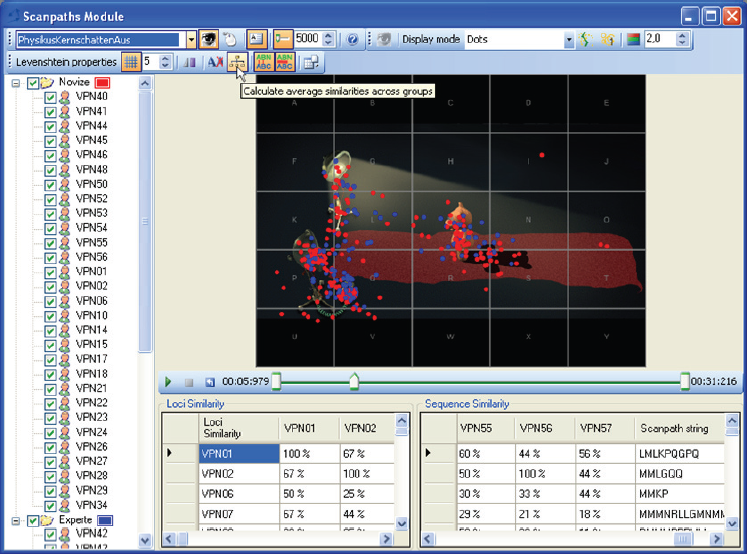 Scanpaths Module
PhysikusKernschattenAus
5000
Display mode
Dots
2,0
Levenshtein properties
5
ABN
ABC
ABN
ABC
Calculate average similarities across groups
Novize
VPN40
VPN41
VPN44
VPN45
VPN46
VPN48
VPN50
VPN52
VPN53
VPN54
VPN55
VPN56
VPN01
VPN02
VPN06
VPN10
VPN14
VPN15
VPN17
VPN18
VPN21
VPN22
VPN23
VPN24
VPN26
VPN27
VPN28
VPN29
VPN34
Experte
VPN42
A B C D E
F G H I J
K L M N O
P Q R S T
U V W X Y
00:05:979
00:31:216
Loci Similarity
Loci Similarity VPN01 VPN02
VPN01 100 % 67 %
VPN02 67 % 100 %
VPN06 50 % 25 %
VPN07 67 % 44 %
Sequence Similarity
VPN55 VPN56 VPN57 Scanpath string
60 % 44 % 56 % LMLKPQGPQ
50 % 100 % 44 % MMLGQQ
30 % 33 % 44 % MMKP
29 % 21 % 18 % MMMNRLLGMNMM